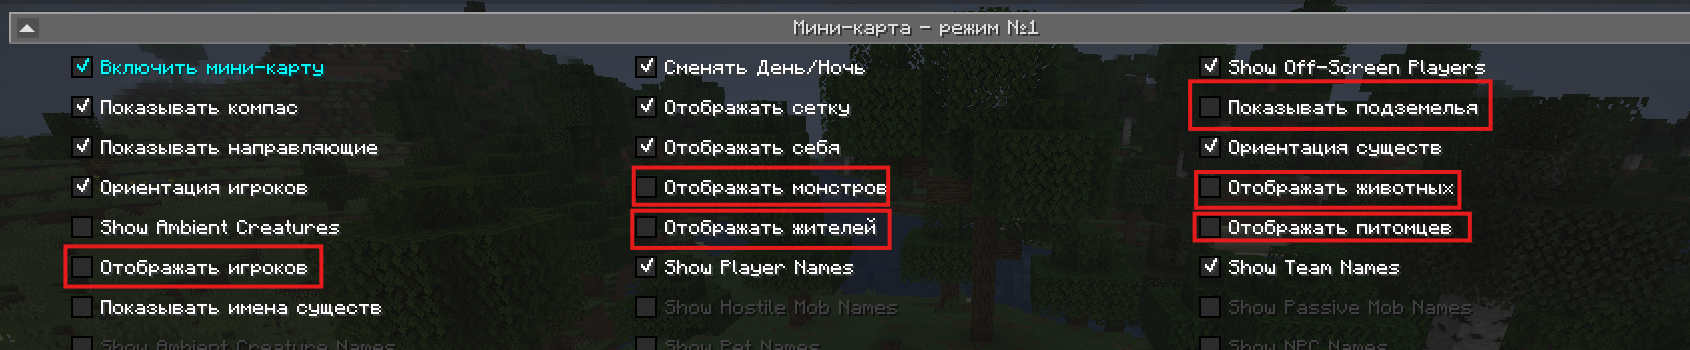 Мини-карта - режим №1
Включить мини-карту
Сменять День/Ночь
Show Off-Screen Players
Показывать компас
Отображать сетку
Показывать подземелья
Показывать направляющие
Отображать себя
Ориентация существ
Ориентация игроков
Отображать монстров
Отображать животных
Show Ambient Creatures
Отображать жителей
Отображать питомцев
Отображать игроков
Show Player Names
Show Team Names
Показывать имена существ
Show Hostile Mob Names
Show Passive Mob Names
Show Ambient Creature Names
Show Pet Names
Show NPC Names